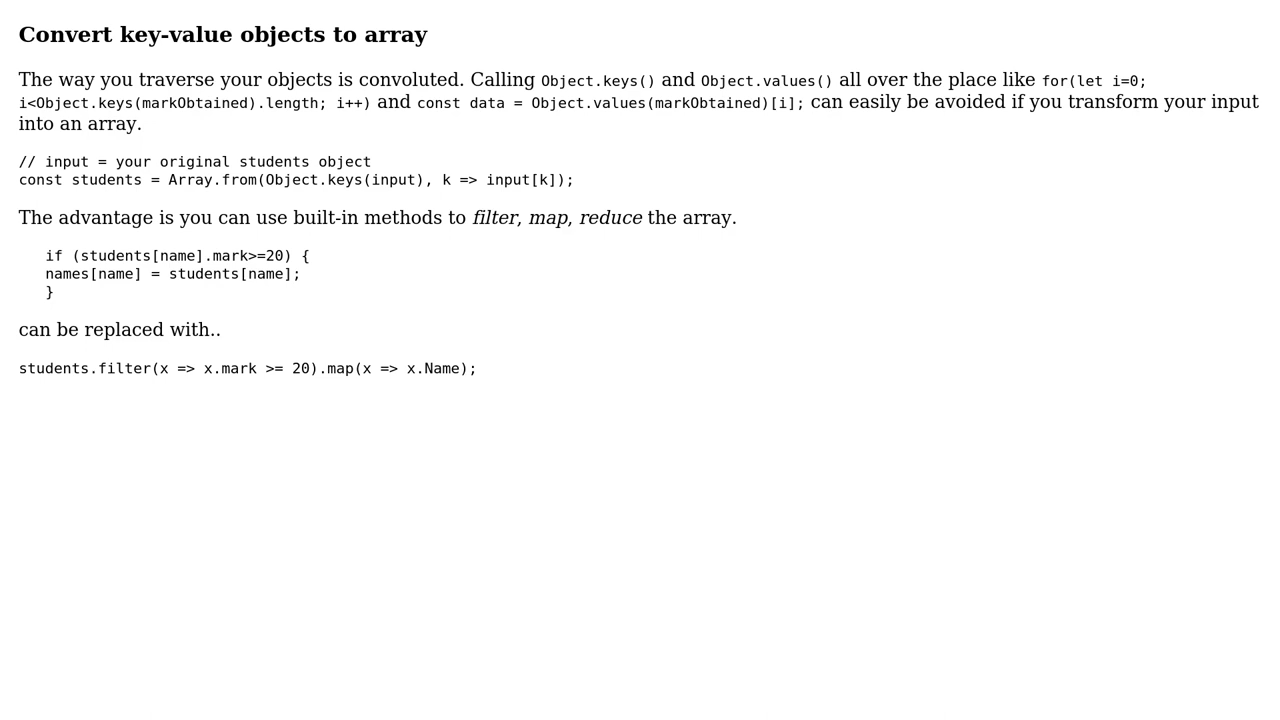 Convert key-value objects to array
The way you traverse your objects is convoluted. Calling Object.keys() and Object.values() all over the place like for(let i=0;
i<Object.keys(markObtained).length; i++) and const data = Object.values(markObtained)[i]; can easily be avoided if you transform your input
into an array.
// input = your original students object
const students = Array.from(Object.keys(input), k => input[k]);
The advantage is you can use built-in methods to filter, map, reduce the array.
if (students[name].mark>=20) {
names[name] = students[name];
}
can be replaced with..
students.filter(x => x.mark >= 20).map(x => x.Name);